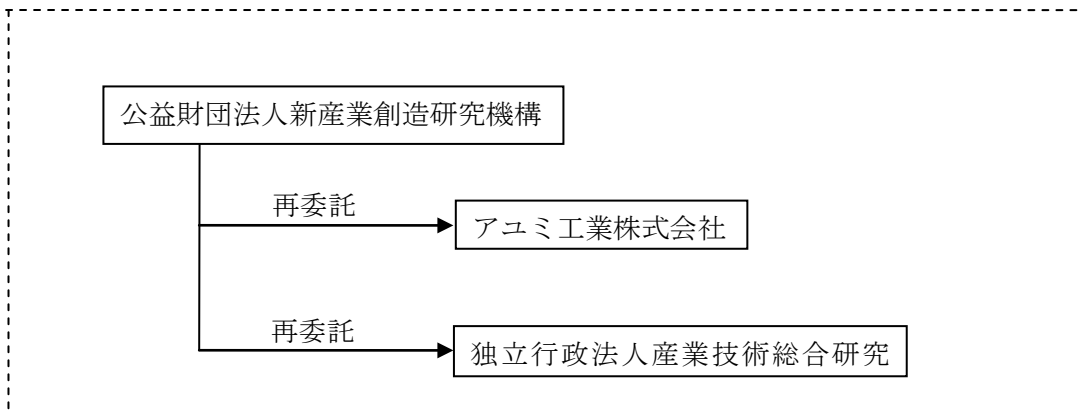 公益財団法人新産業創造研究機構
再委託
アユミ工業株式会社
再委託
独立行政法人産業技術総合研究